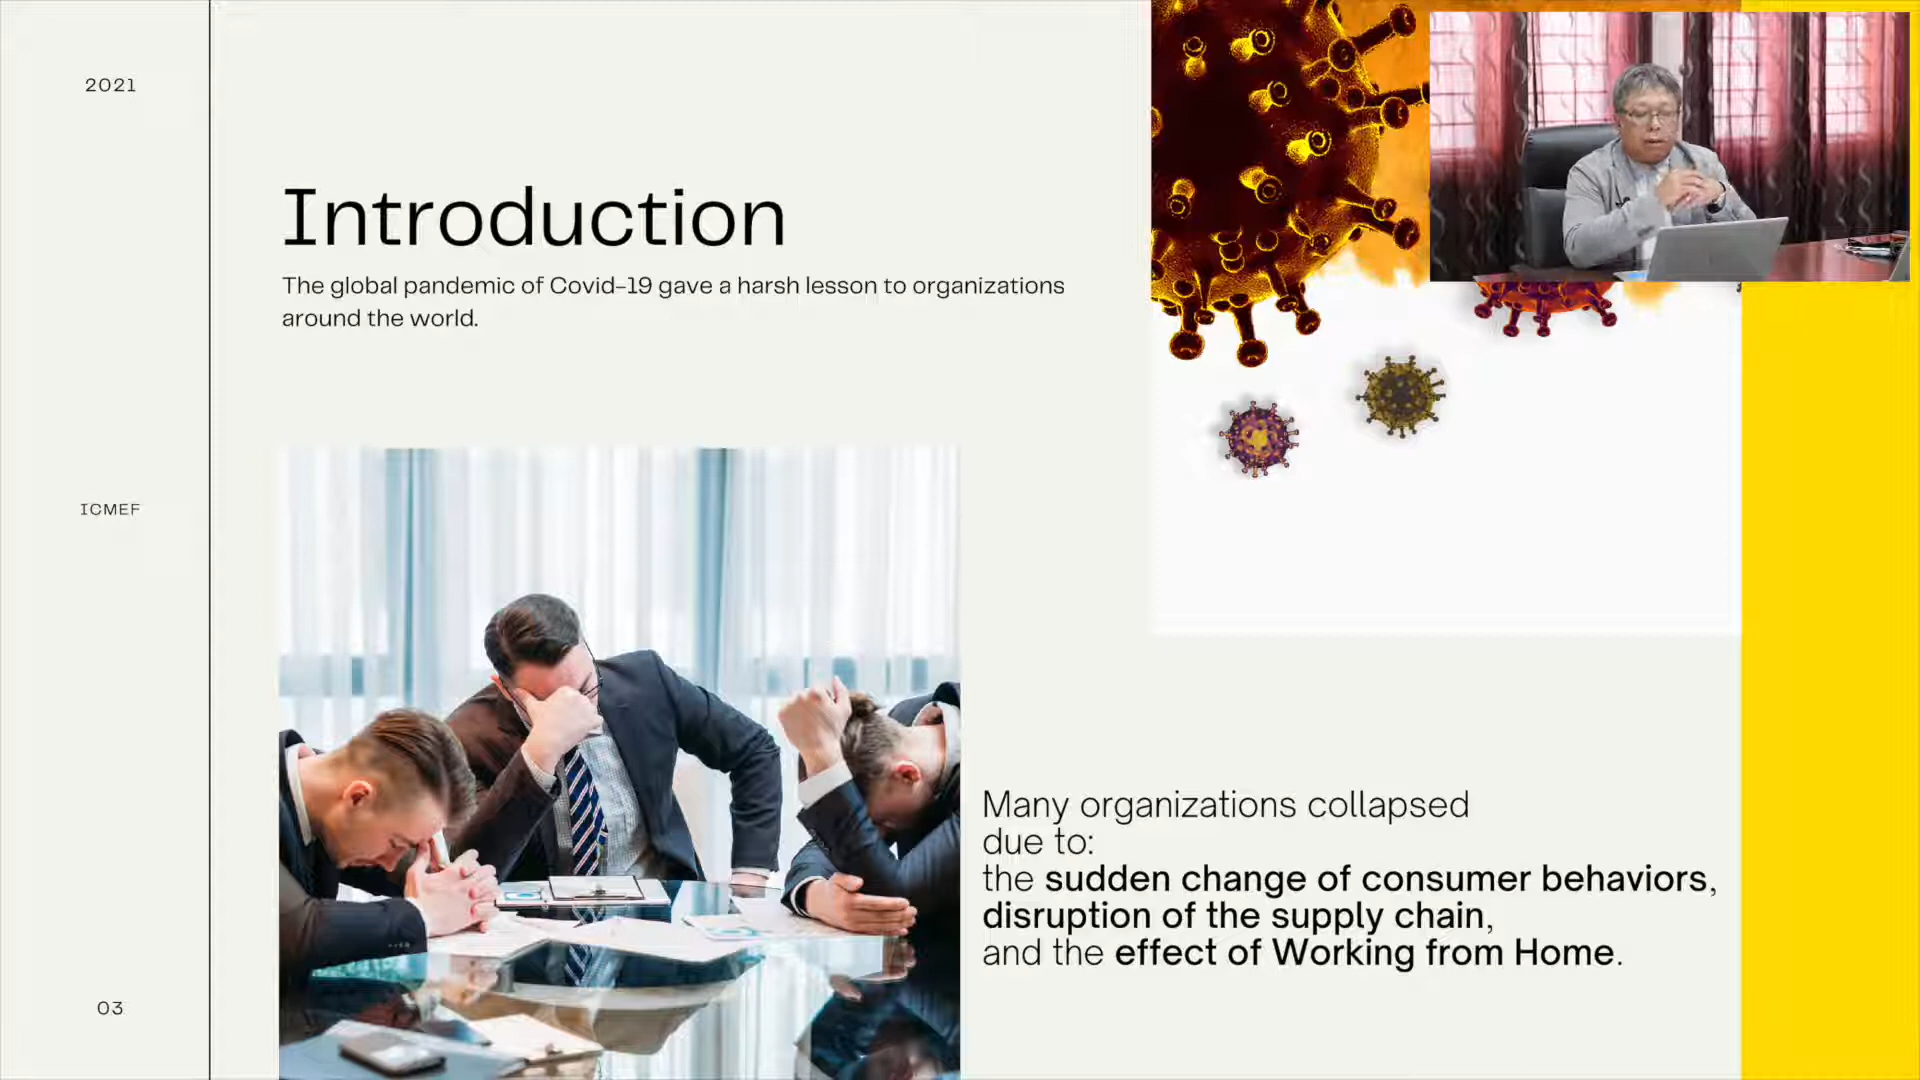 2021
Introduction
The global pandemic of Covid-19 gave a harsh lesson to organizations
around the world.
ICMEF
Many organizations collapsed
due to:
the sudden change of consumer behaviors,
disruption of the supply chain,
and the effect of Working from Home.
03